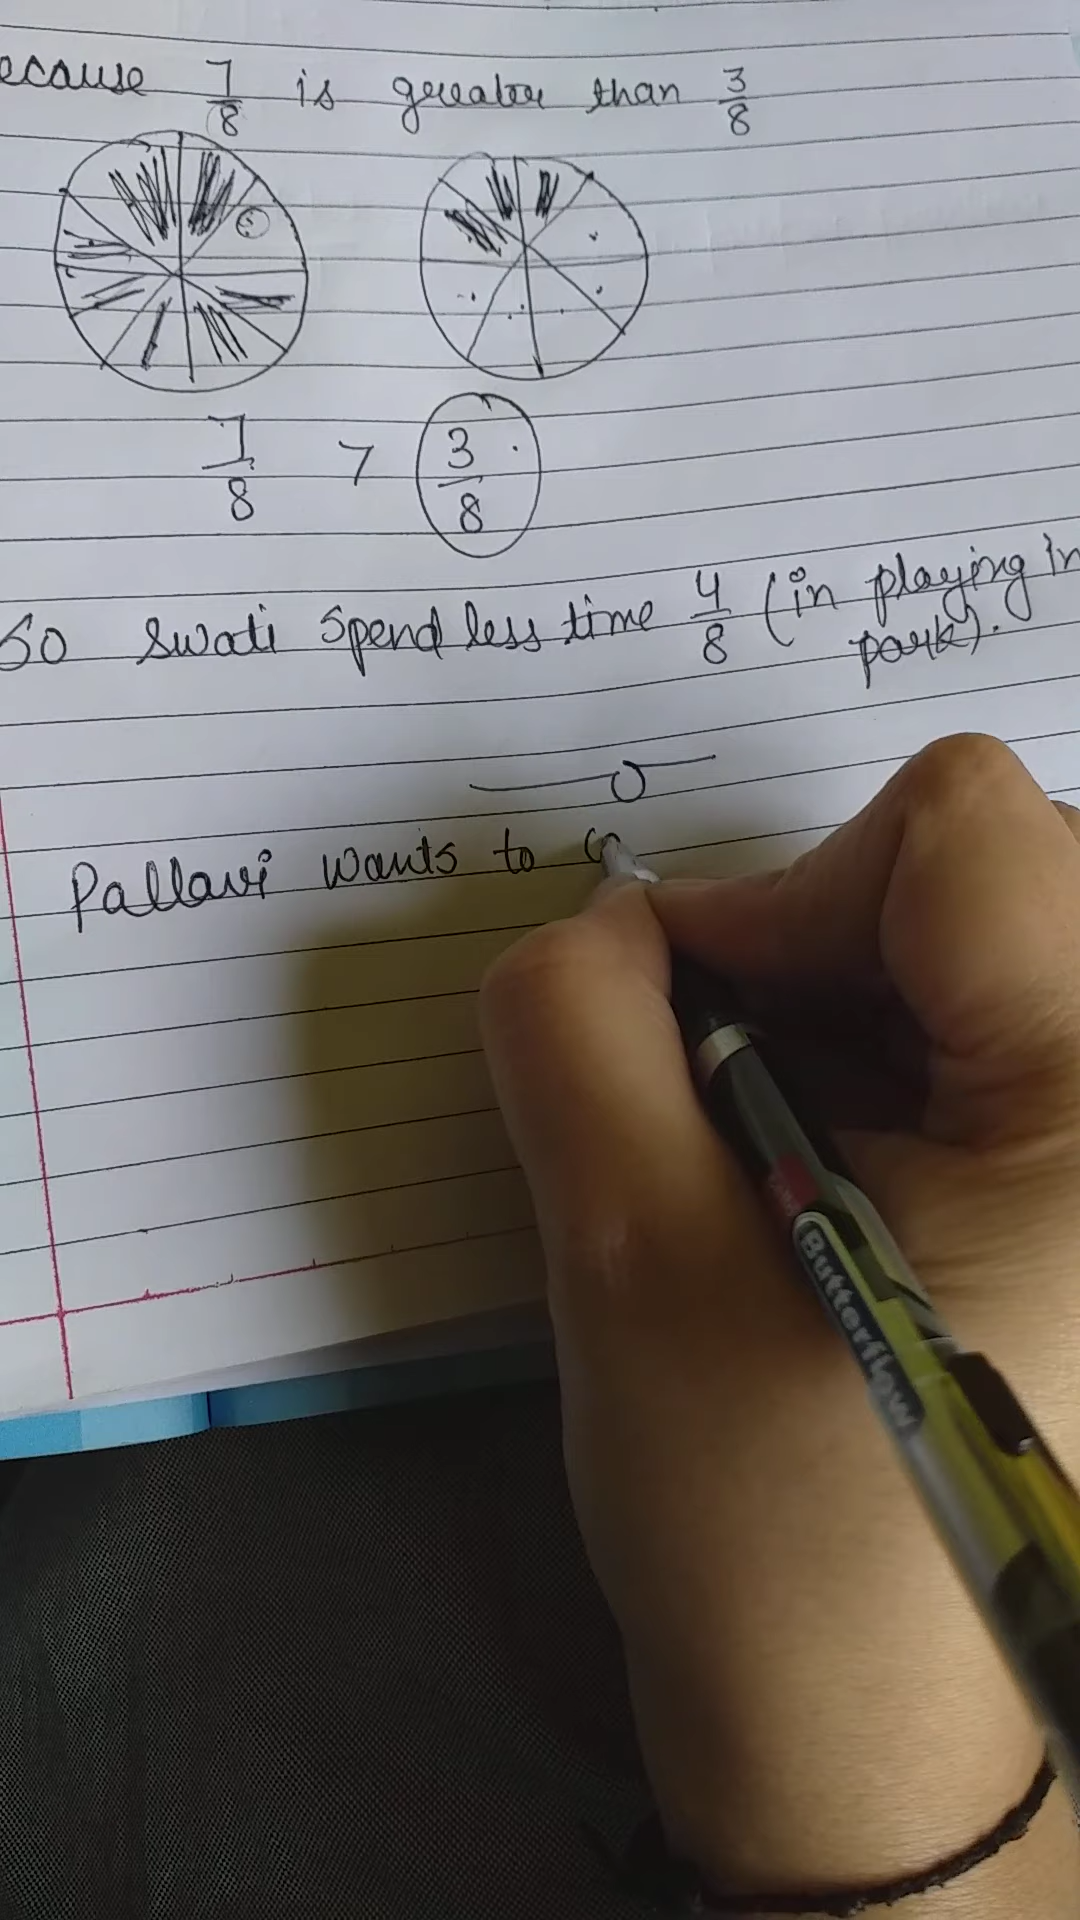 ecause 7/8 is greater than 3/8
7/8 > 3/8
So Swati Spend less time 4/8 (in playing in park).
Pallavi wants to
Butterflow